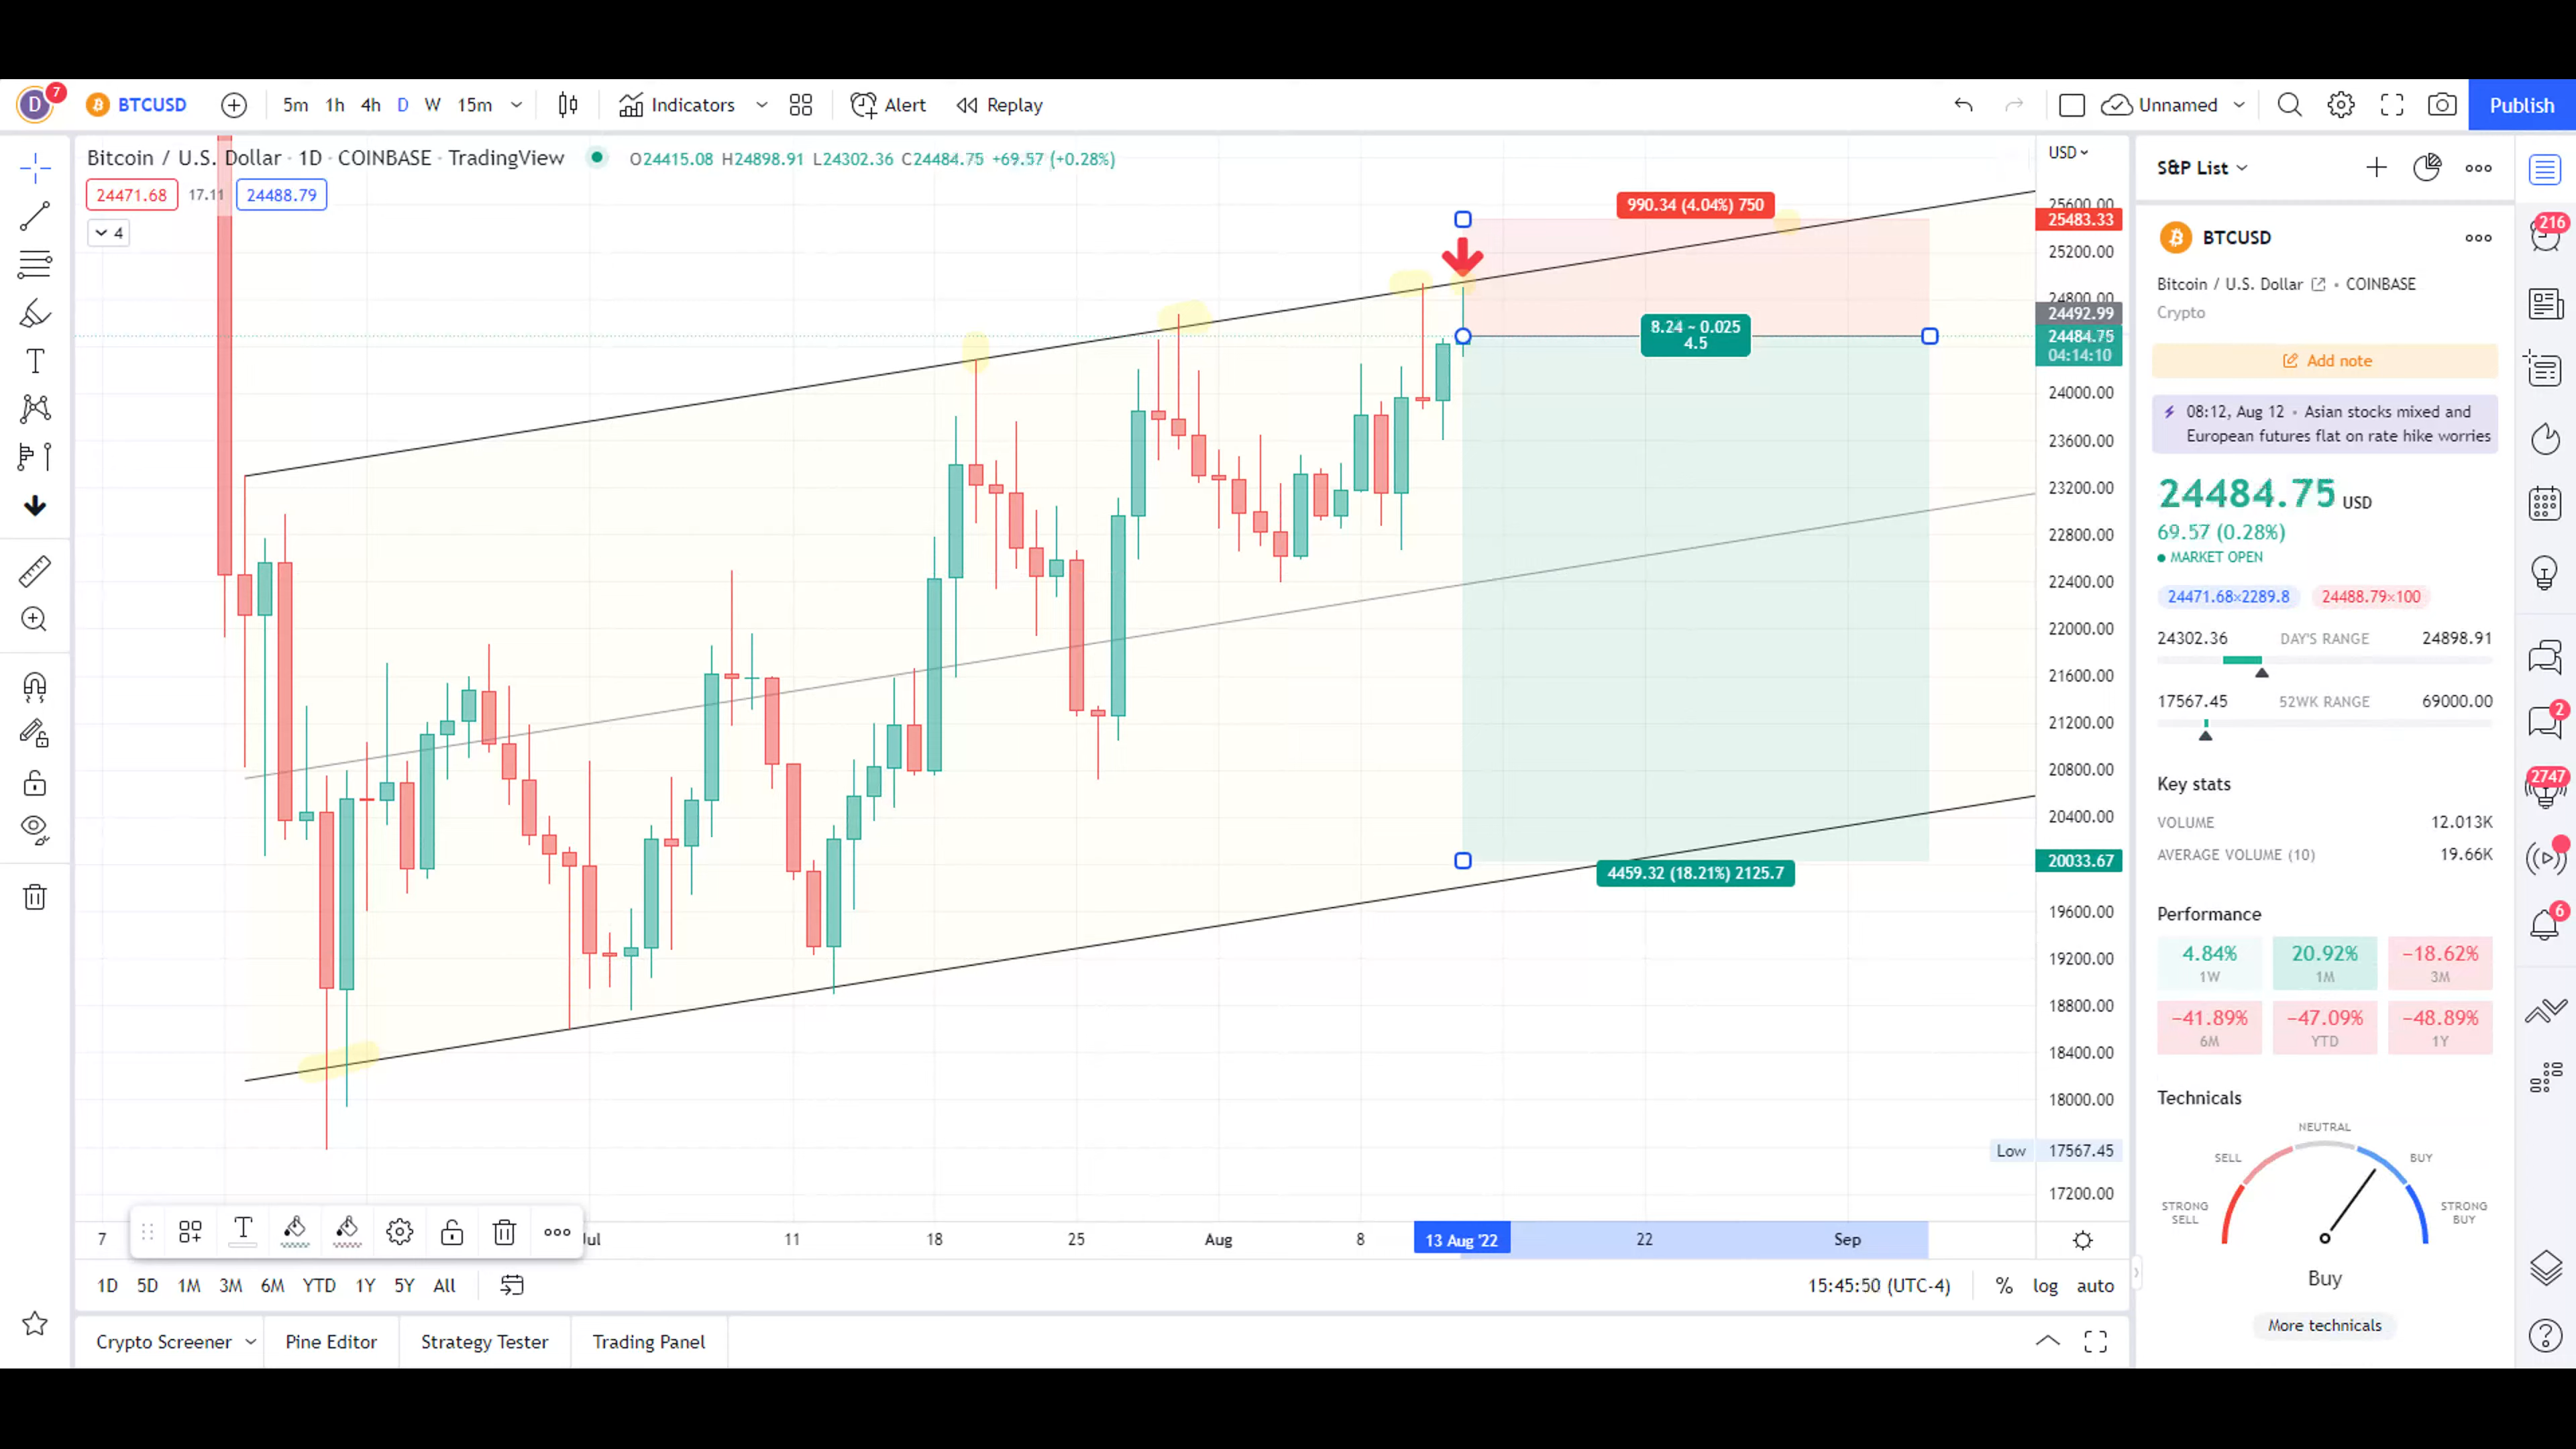 D 7 BTCUSD 5m 1h 4h D W 15m Indicators Alert Replay Unnamed Publish
Bitcoin / U.S. Dollar · 1D · COINBASE · TradingView O24415.08 H24898.91 L24302.36 C24484.75 +69.57 (+0.28%)
24471.68 17.11 24488.79
4
T
USD
25600.00
25483.33
25200.00
24800.00
24492.99
24484.75
04:14:10
24000.00
23600.00
23200.00
22800.00
22400.00
22000.00
21600.00
21200.00
20800.00
20400.00
20033.67
19600.00
19200.00
18800.00
18400.00
18000.00
Low 17567.45
17200.00
990.34 (4.04%) 750
8.24 ~ 0.025
4.5
4459.32 (18.21%) 2125.7
T
7 Jul 11 18 25 Aug 8 13 Aug '22 22 Sep
1D 5D 1M 3M 6M YTD 1Y 5Y All 15:45:50 (UTC-4) % log auto
Crypto Screener Pine Editor Strategy Tester Trading Panel
S&P List
BTCUSD
Bitcoin / U.S. Dollar • COINBASE
Crypto
Add note
08:12, Aug 12 • Asian stocks mixed and
European futures flat on rate hike worries
24484.75 USD
69.57 (0.28%)
MARKET OPEN
24471.68×2289.8 24488.79×100
24302.36 DAY'S RANGE 24898.91
17567.45 52WK RANGE 69000.00
Key stats
VOLUME 12.013K
AVERAGE VOLUME (10) 19.66K
Performance
4.84% 20.92% −18.62%
1W 1M 3M
−41.89% −47.09% −48.89%
6M YTD 1Y
Technicals
NEUTRAL
SELL BUY
STRONG SELL STRONG BUY
Buy
More technicals
216
2
2747
6